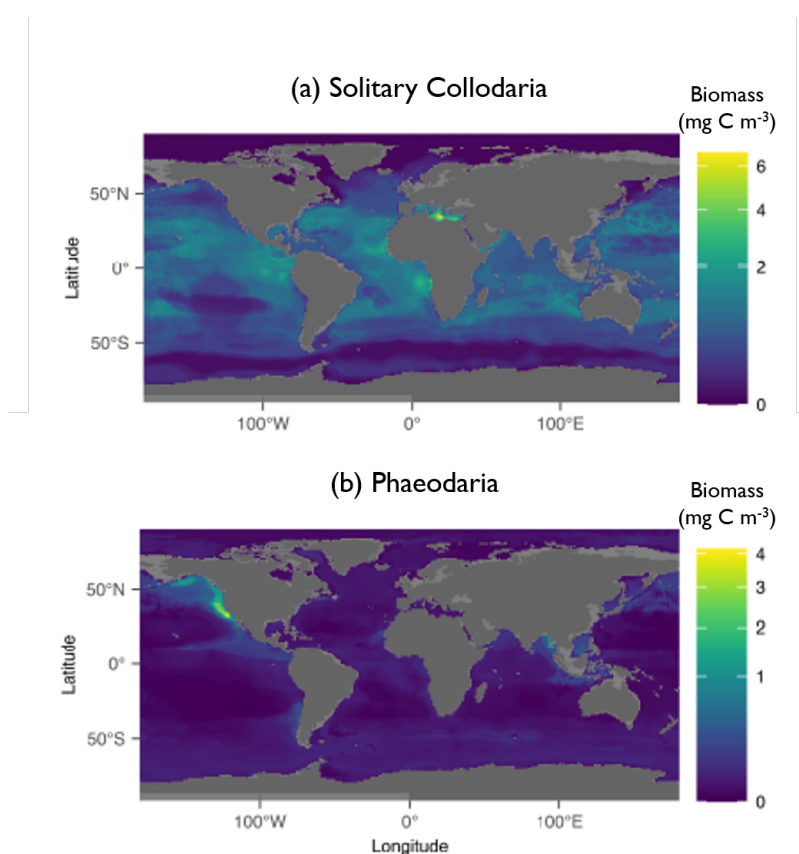 (a) Solitary Collodaria
Biomass
(mg C m-3)
6
4
2
0
50°N
0°
50°S
Latitude
100°W 0° 100°E
(b) Phaeodaria
Biomass
(mg C m-3)
4
3
2
1
0
50°N
0°
50°S
Latitude
100°W 0° 100°E
Longitude